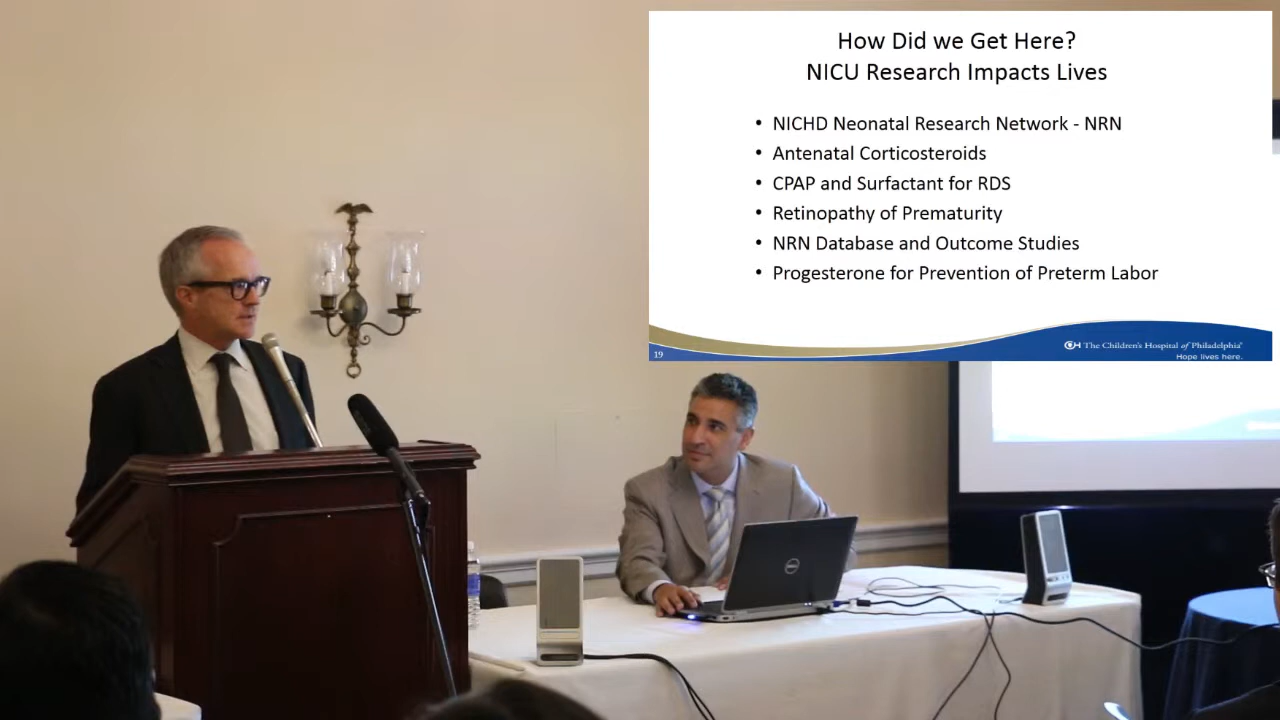 How Did we Get Here?
NICU Research Impacts Lives
• NICHD Neonatal Research Network - NRN
• Antenatal Corticosteroids
• CPAP and Surfactant for RDS
• Retinopathy of Prematurity
• NRN Database and Outcome Studies
• Progesterone for Prevention of Preterm Labor
19
The Children's Hospital of Philadelphia®
Hope lives here.
DELL